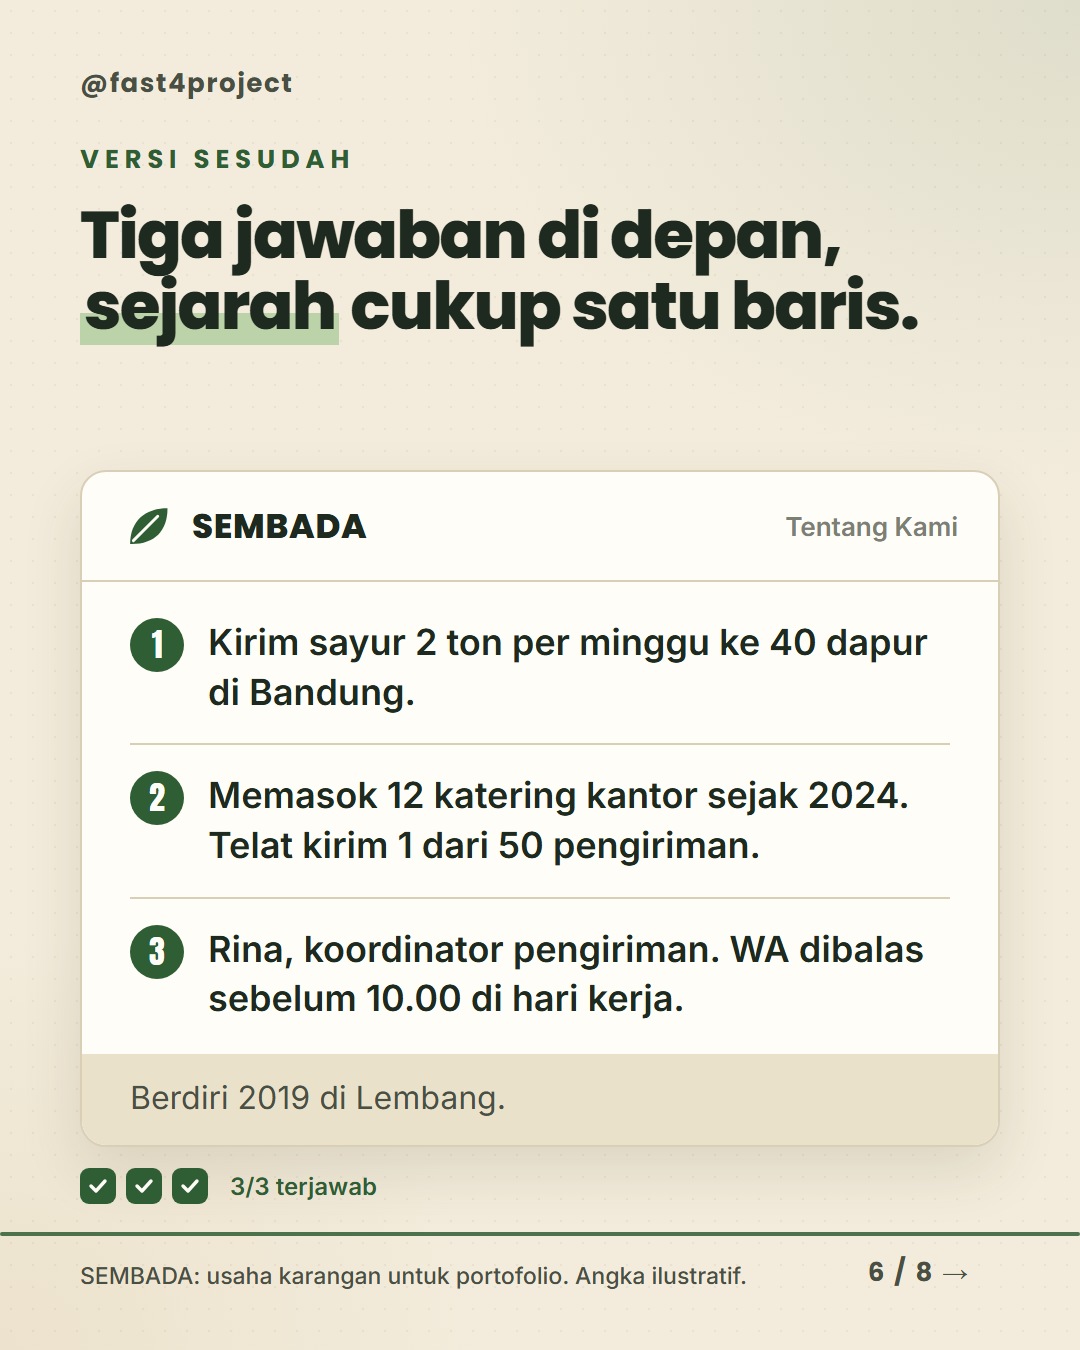 @fast4project
VERSI SESUDAH
Tiga jawaban di depan,
sejarah cukup satu baris.
SEMBADA
Tentang Kami
1 Kirim sayur 2 ton per minggu ke 40 dapur
di Bandung.
2 Memasok 12 katering kantor sejak 2024.
Telat kirim 1 dari 50 pengiriman.
3 Rina, koordinator pengiriman. WA dibalas
sebelum 10.00 di hari kerja.
Berdiri 2019 di Lembang.
3/3 terjawab
SEMBADA: usaha karangan untuk portofolio. Angka ilustratif.
6 / 8 →